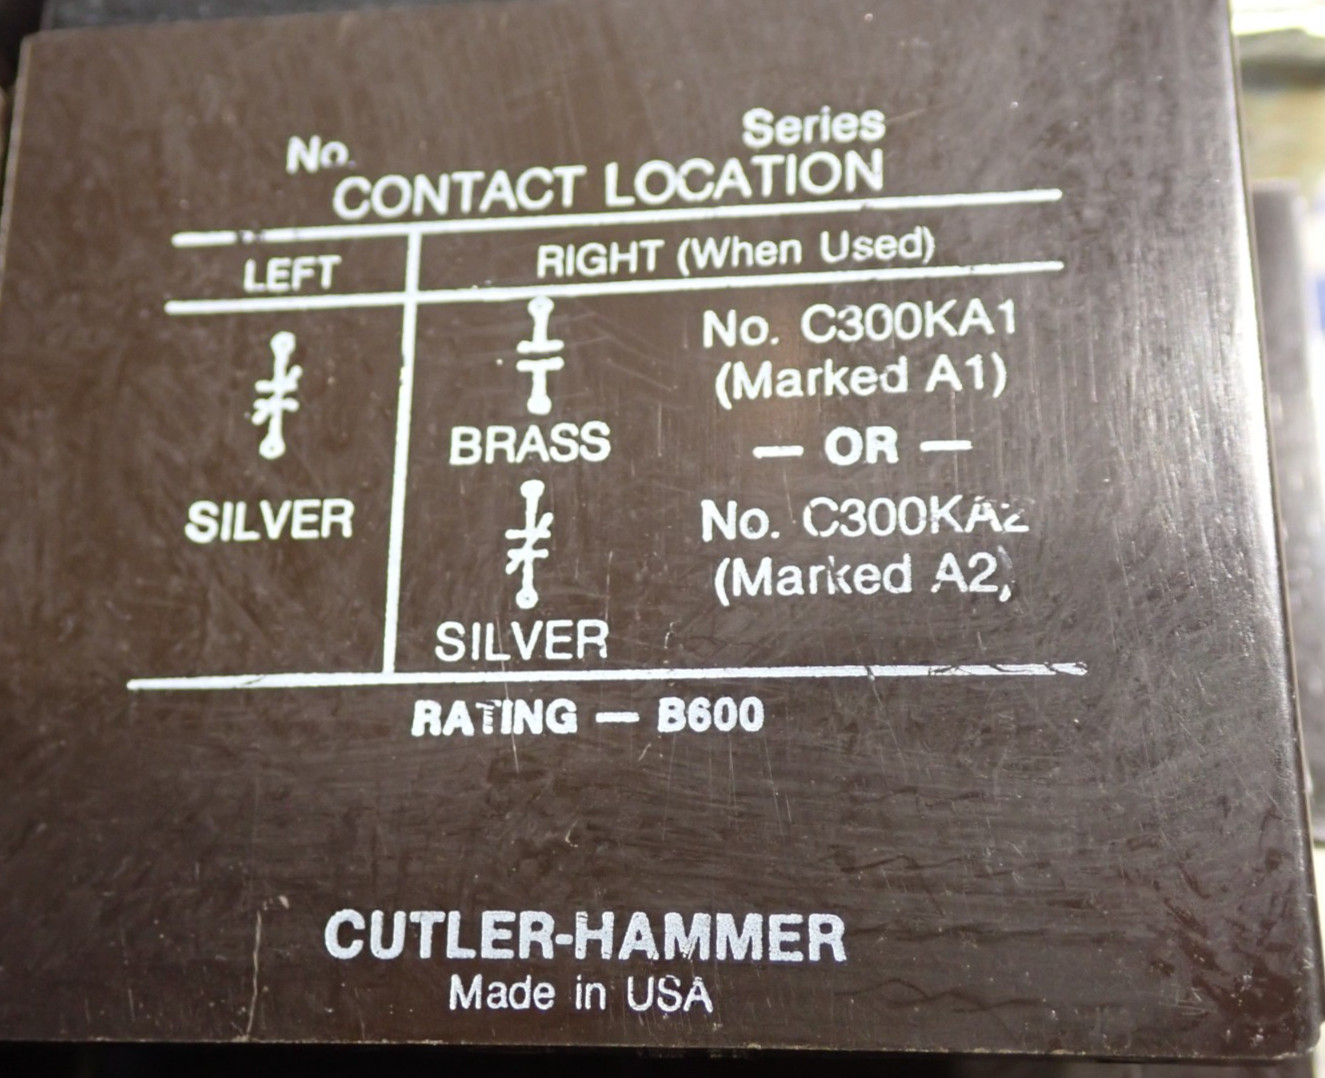 No. Series
CONTACT LOCATION
LEFT RIGHT (When Used)
No. C300KA1
(Marked A1)
BRASS — OR —
SILVER No. C300KA2
(Marked A2)
SILVER
RATING — B600
CUTLER-HAMMER
Made in USA